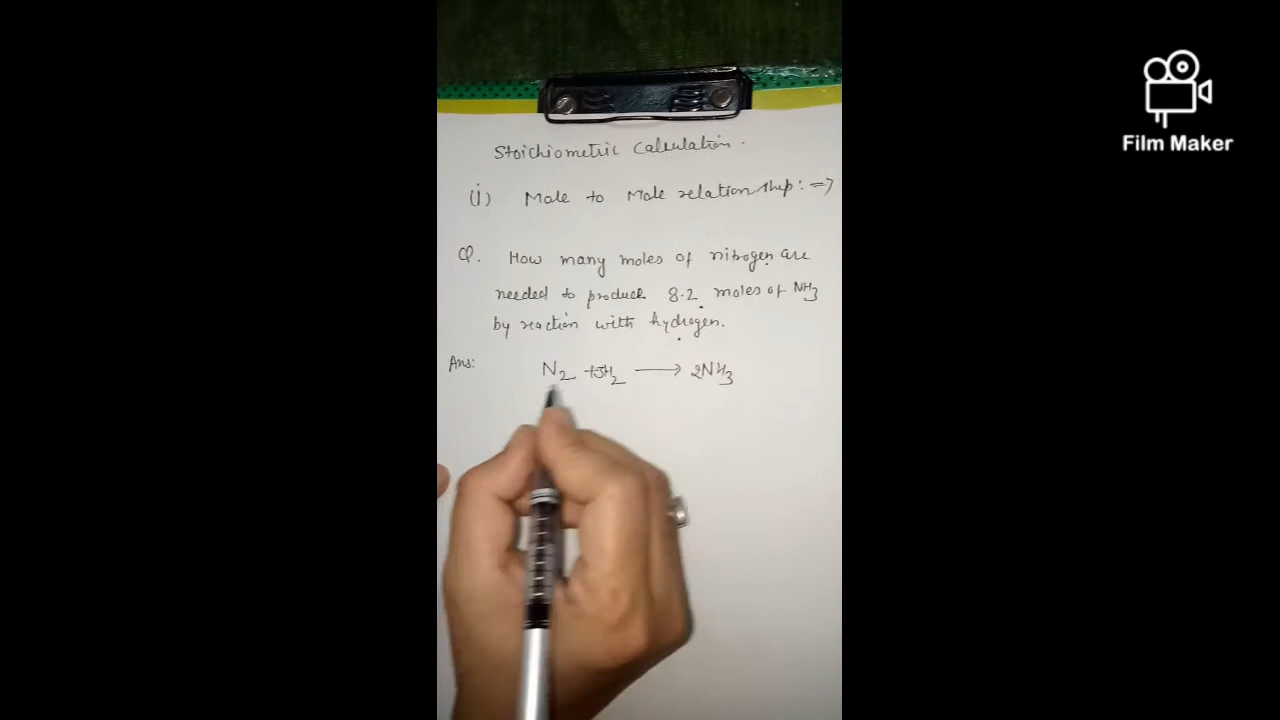 Stoichiometric Calculation.
(i) Mole to Mole relationship:=>
Q. How many moles of nitrogen are
needed to produce 8.2 moles of NH3
by reaction with hydrogen.
Ans: N2 +3H2 → 2NH3
Film Maker